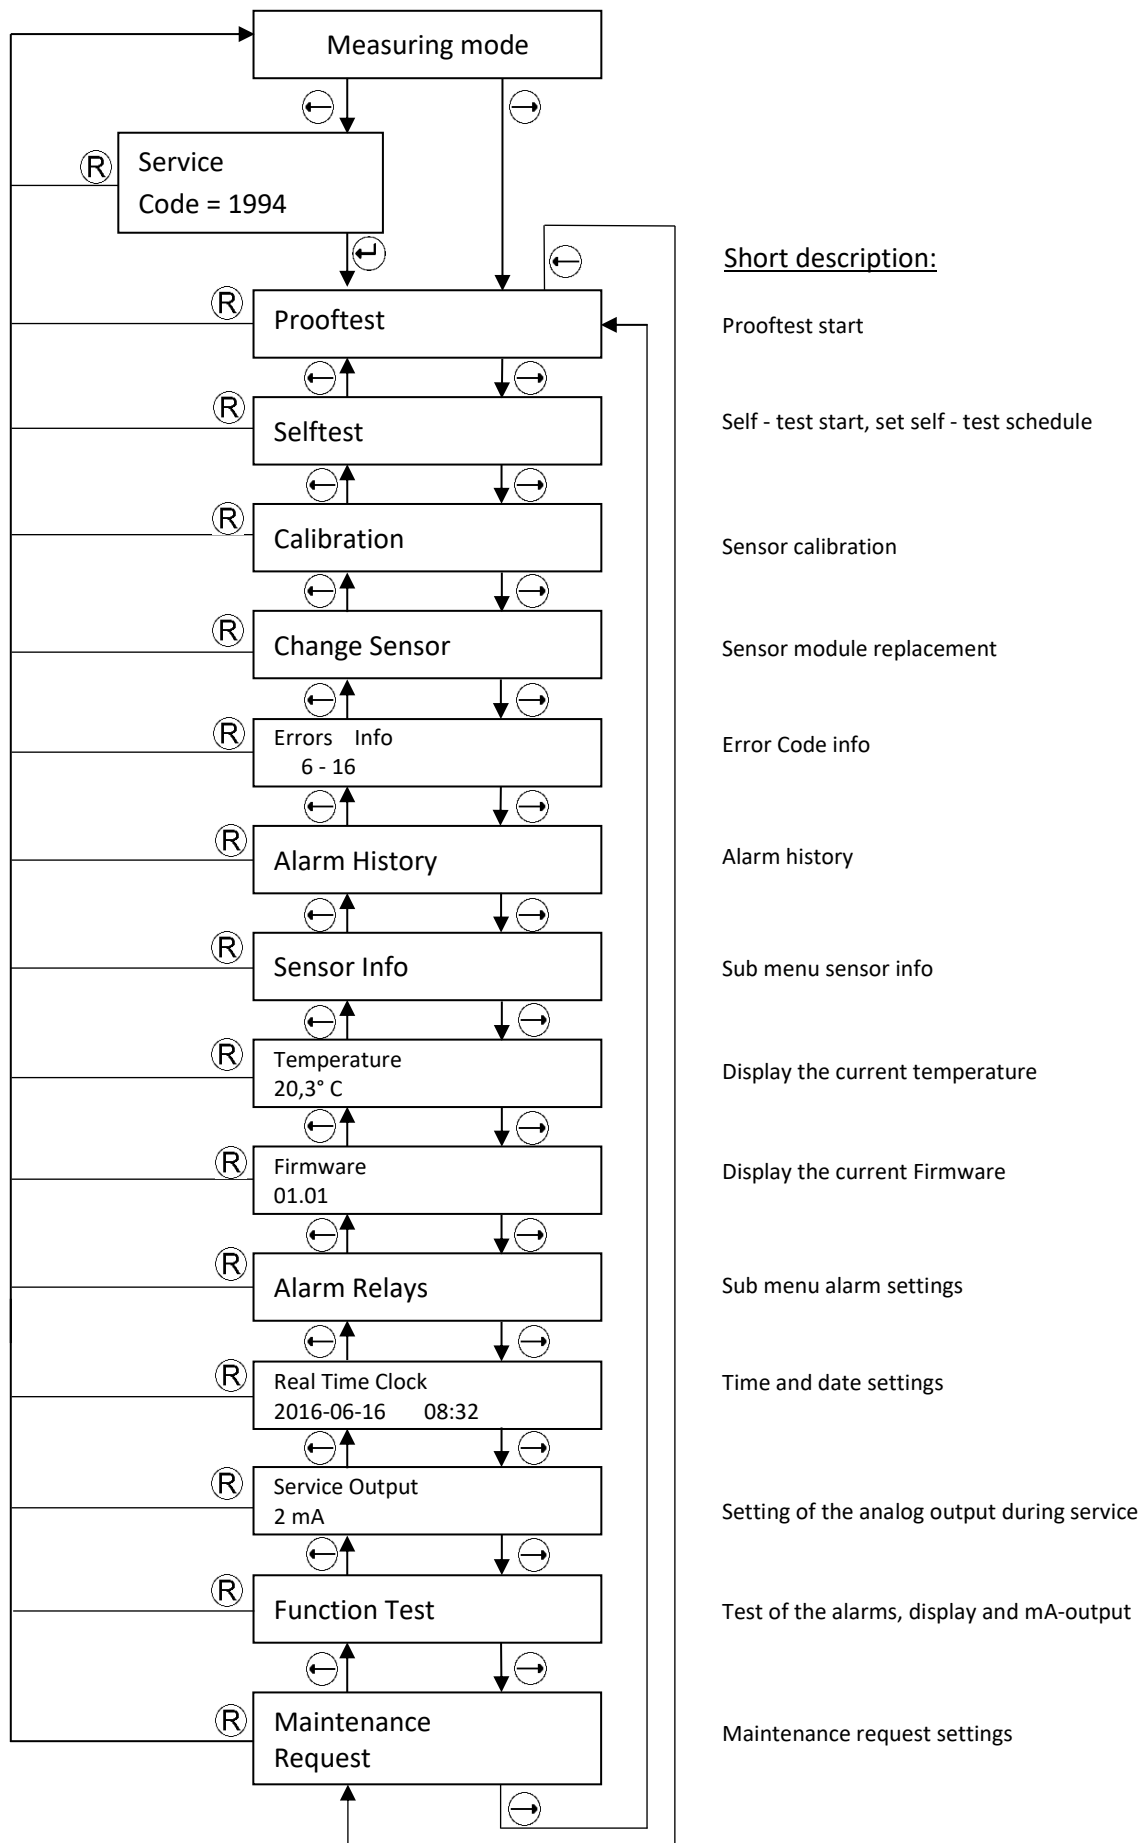 Measuring mode
R
Service
Code = 1994
Short description:
R
Prooftest
Prooftest start
R
Selftest
Self - test start, set self - test schedule
R
Calibration
Sensor calibration
R
Change Sensor
Sensor module replacement
R
Errors Info
6 - 16
Error Code info
R
Alarm History
Alarm history
R
Sensor Info
Sub menu sensor info
R
Temperature
20,3° C
Display the current temperature
R
Firmware
01.01
Display the current Firmware
R
Alarm Relays
Sub menu alarm settings
R
Real Time Clock
2016-06-16 08:32
Time and date settings
R
Service Output
2 mA
Setting of the analog output during service
R
Function Test
Test of the alarms, display and mA-output
R
Maintenance
Request
Maintenance request settings